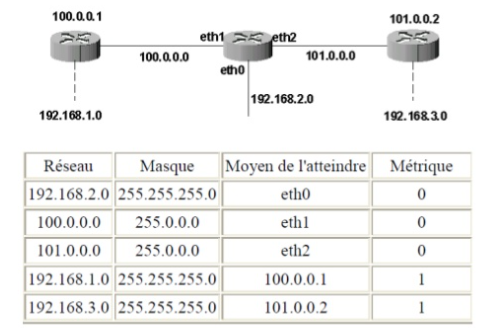 100.0.0.1
101.0.0.2
eth1
eth2
100.0.0.0
101.0.0.0
eth0
192.168.2.0
192.168.1.0
192.168.3.0
Réseau Masque Moyen de l'atteindre Métrique
192.168.2.0 255.255.255.0 eth0 0
100.0.0.0 255.0.0.0 eth1 0
101.0.0.0 255.0.0.0 eth2 0
192.168.1.0 255.255.255.0 100.0.0.1 1
192.168.3.0 255.255.255.0 101.0.0.2 1